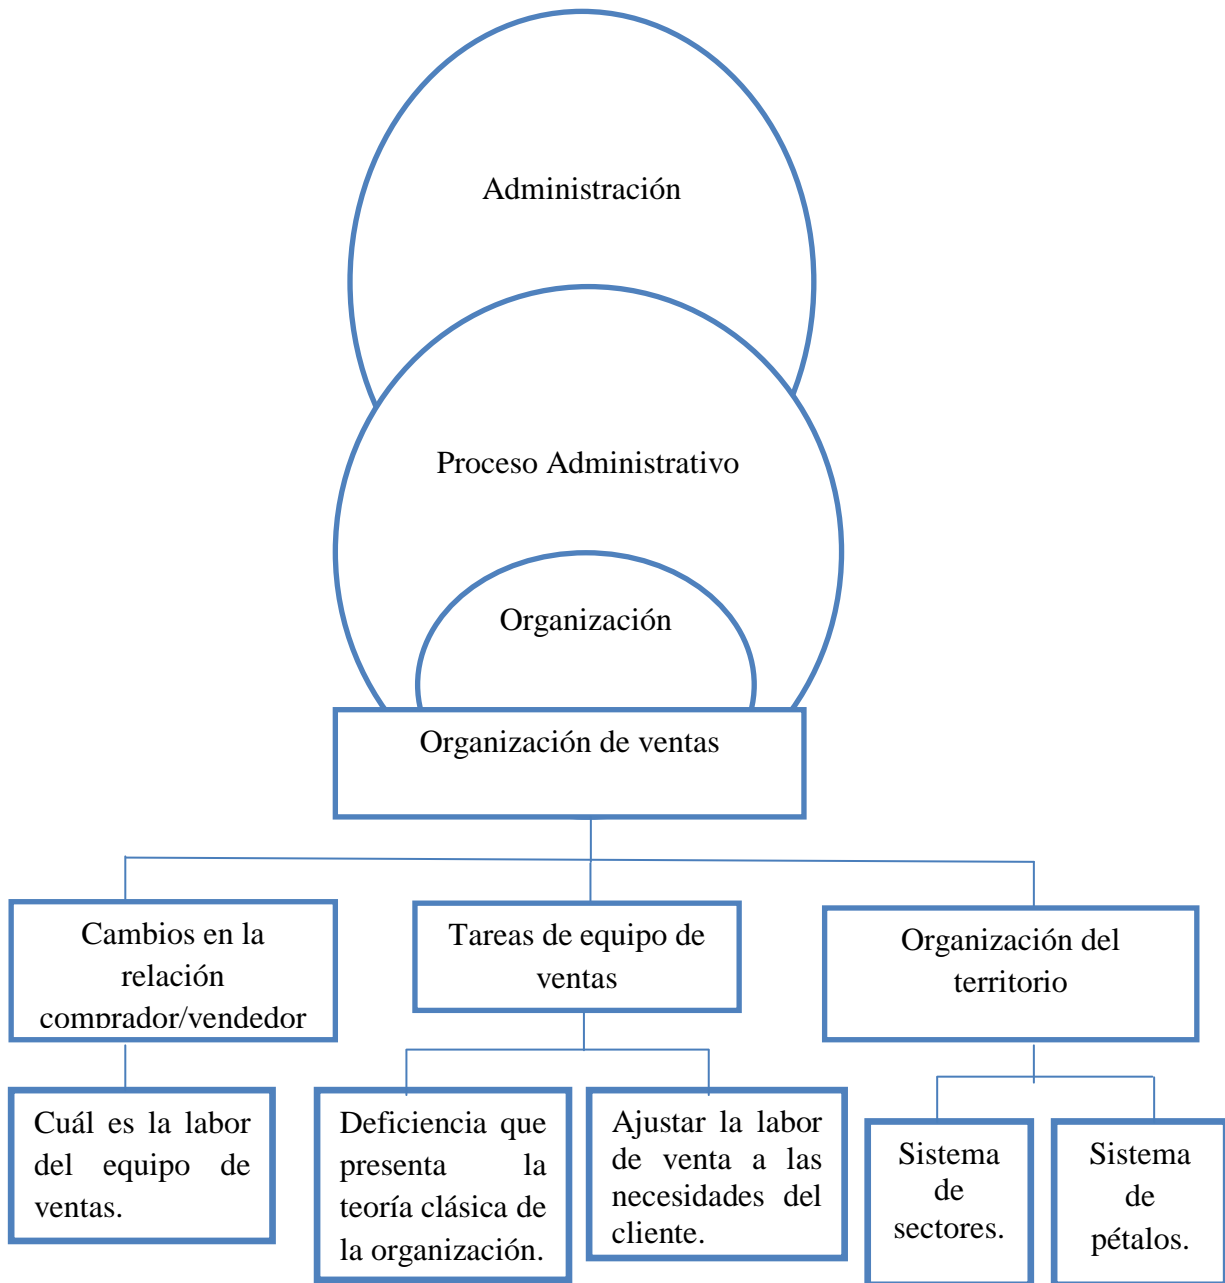 Administración
Proceso Administrativo
Organización
Organización de ventas
Cambios en la
relación
comprador/vendedor
Tareas de equipo de
ventas
Organización del
territorio
Cuál es la labor
del equipo de
ventas.
Deficiencia que
presenta la
teoría clásica de
la organización.
Ajustar la labor
de venta a las
necesidades del
cliente.
Sistema
de
sectores.
Sistema
de
pétalos.